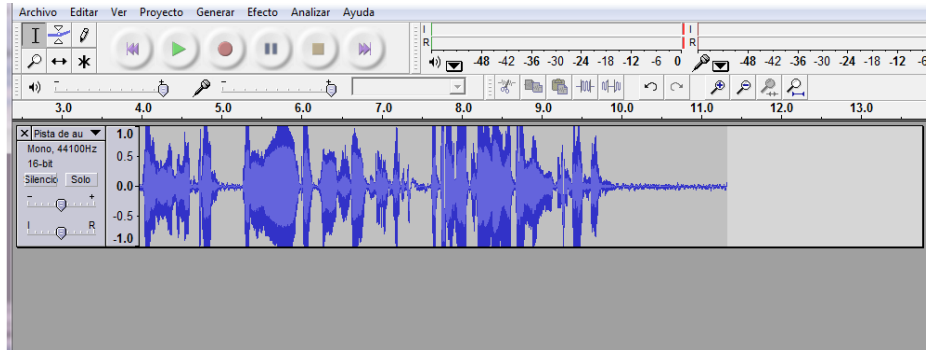 Archivo Editar Ver Proyecto Generar Efecto Analizar Ayuda
I
R
-48 -42 -36 -30 -24 -18 -12 -6 0
I
R
-48 -42 -36 -30 -24 -18 -12 -6
3.0 4.0 5.0 6.0 7.0 8.0 9.0 10.0 11.0 12.0 13.0
Pista de au
Mono, 44100Hz
16-bit
Silencio Solo
- +
I R
1.0
0.5
0.0
-0.5
-1.0